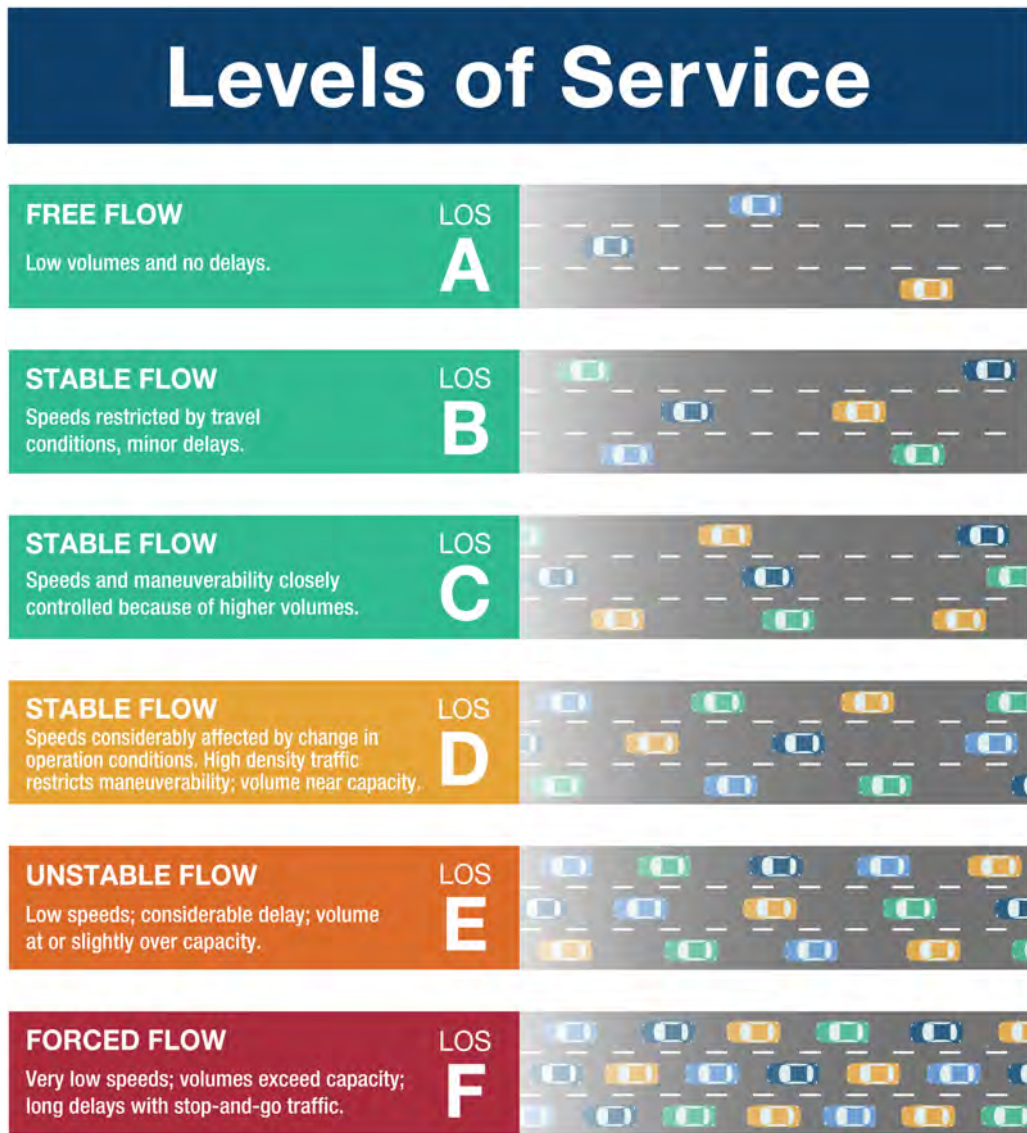 Levels of Service
FREE FLOW
Low volumes and no delays.
LOS
A
STABLE FLOW
Speeds restricted by travel
conditions, minor delays.
LOS
B
STABLE FLOW
Speeds and maneuverability closely
controlled because of higher volumes.
LOS
C
STABLE FLOW
Speeds considerably affected by change in
operation conditions. High density traffic
restricts maneuverability; volume near capacity.
LOS
D
UNSTABLE FLOW
Low speeds; considerable delay; volume
at or slightly over capacity.
LOS
E
FORCED FLOW
Very low speeds; volumes exceed capacity;
long delays with stop-and-go traffic.
LOS
F